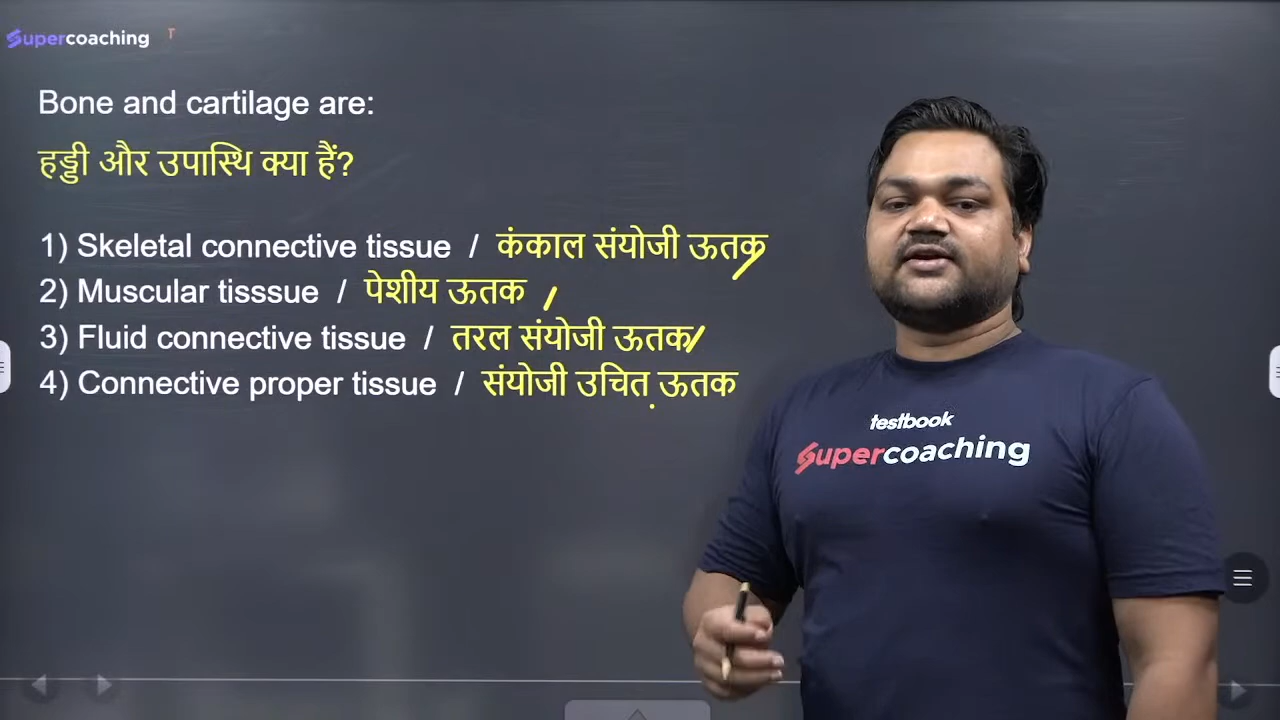 Supercoaching
Bone and cartilage are:
हड्डी और उपास्थि क्या हैं?
1) Skeletal connective tissue / कंकाल संयोजी ऊतक
2) Muscular tisssue / पेशीय ऊतक
3) Fluid connective tissue / तरल संयोजी ऊतक
4) Connective proper tissue / संयोजी उचित ऊतक
testbook
Supercoaching